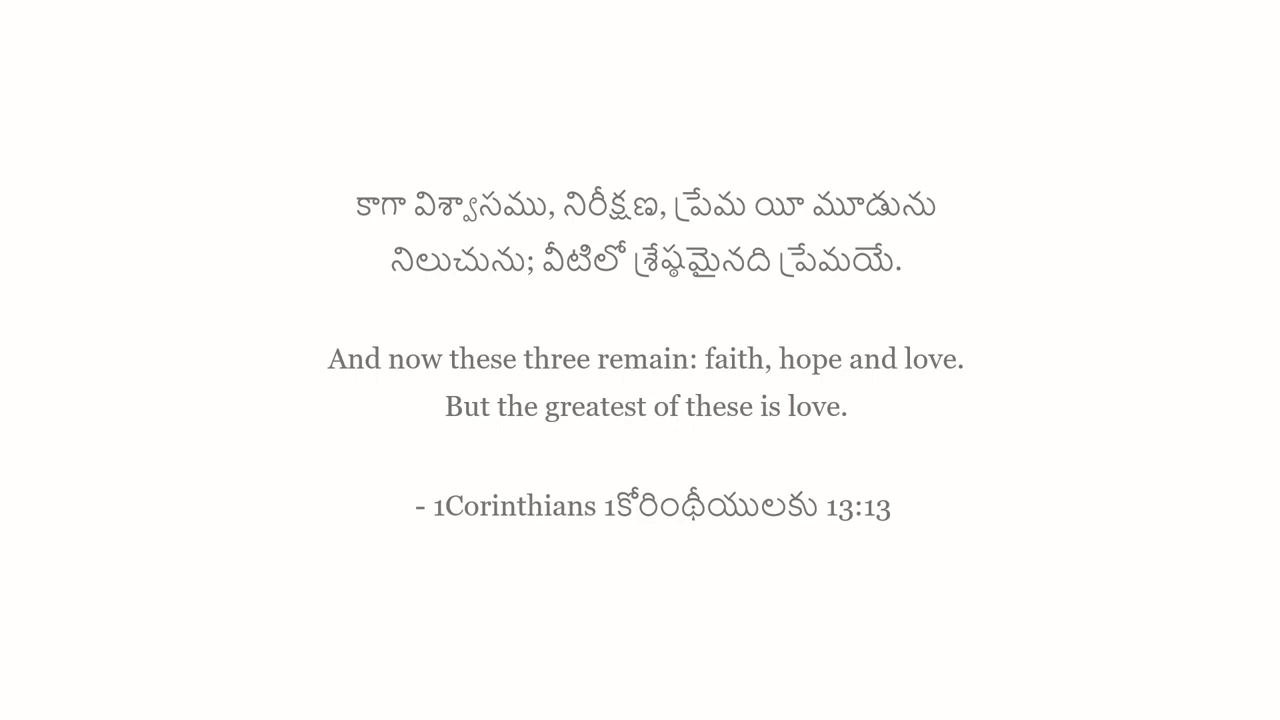 కాగా విశ్వాసము, నిరీక్షణ, ప్రేమ యీ మూడును
నిలుచును; వీటిలో శ్రేష్ఠమైనది ప్రేమయే.
And now these three remain: faith, hope and love.
But the greatest of these is love.
- 1Corinthians 1కోరింథీయులకు 13:13